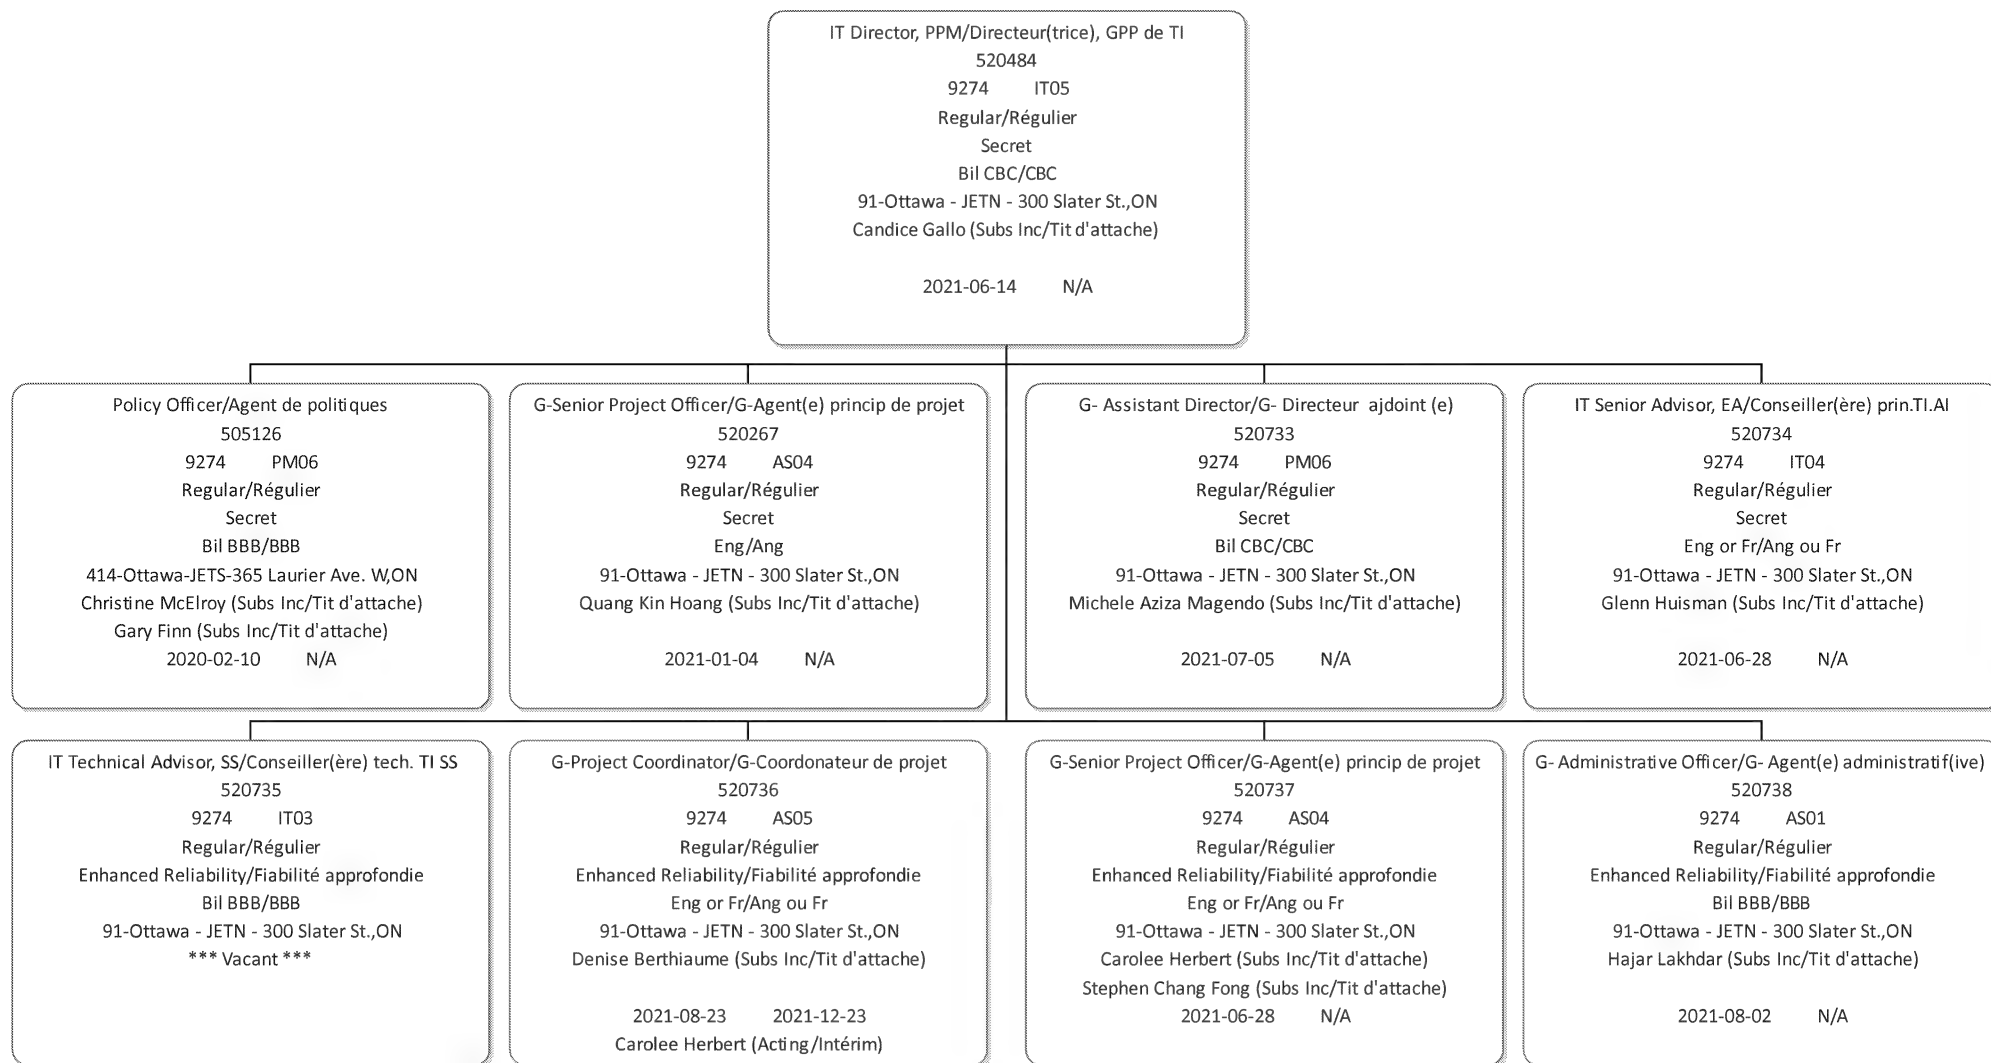 IT Director, PPM/Directeur(trice), GPP de TI
520484
9274 IT05
Regular/Régulier
Secret
Bil CBC/CBC
91-Ottawa - JETN - 300 Slater St.,ON
Candice Gallo (Subs Inc/Tit d'attache)
2021-06-14 N/A
Policy Officer/Agent de politiques
505126
9274 PM06
Regular/Régulier
Secret
Bil BBB/BBB
414-Ottawa-JETS-365 Laurier Ave. W,ON
Christine McElroy (Subs Inc/Tit d'attache)
Gary Finn (Subs Inc/Tit d'attache)
2020-02-10 N/A
G-Senior Project Officer/G-Agent(e) princip de projet
520267
9274 AS04
Regular/Régulier
Secret
Eng/Ang
91-Ottawa - JETN - 300 Slater St.,ON
Quang Kin Hoang (Subs Inc/Tit d'attache)
2021-01-04 N/A
G- Assistant Director/G- Directeur ajdoint (e)
520733
9274 PM06
Regular/Régulier
Secret
Bil CBC/CBC
91-Ottawa - JETN - 300 Slater St.,ON
Michele Aziza Magendo (Subs Inc/Tit d'attache)
2021-07-05 N/A
IT Senior Advisor, EA/Conseiller(ère) prin.TI.AI
520734
9274 IT04
Regular/Régulier
Secret
Eng or Fr/Ang ou Fr
91-Ottawa - JETN - 300 Slater St.,ON
Glenn Huisman (Subs Inc/Tit d'attache)
2021-06-28 N/A
IT Technical Advisor, SS/Conseiller(ère) tech. TI SS
520735
9274 IT03
Regular/Régulier
Enhanced Reliability/Fiabilité approfondie
Bil BBB/BBB
91-Ottawa - JETN - 300 Slater St.,ON
*** Vacant ***
G-Project Coordinator/G-Coordonateur de projet
520736
9274 AS05
Regular/Régulier
Enhanced Reliability/Fiabilité approfondie
Eng or Fr/Ang ou Fr
91-Ottawa - JETN - 300 Slater St.,ON
Denise Berthiaume (Subs Inc/Tit d'attache)
2021-08-23 2021-12-23
Carolee Herbert (Acting/Intérim)
G-Senior Project Officer/G-Agent(e) princip de projet
520737
9274 AS04
Regular/Régulier
Enhanced Reliability/Fiabilité approfondie
Eng or Fr/Ang ou Fr
91-Ottawa - JETN - 300 Slater St.,ON
Carolee Herbert (Subs Inc/Tit d'attache)
Stephen Chang Fong (Subs Inc/Tit d'attache)
2021-06-28 N/A
G- Administrative Officer/G- Agent(e) administratif(ive)
520738
9274 AS01
Regular/Régulier
Enhanced Reliability/Fiabilité approfondie
Bil BBB/BBB
91-Ottawa - JETN - 300 Slater St.,ON
Hajar Lakhdar (Subs Inc/Tit d'attache)
2021-08-02 N/A